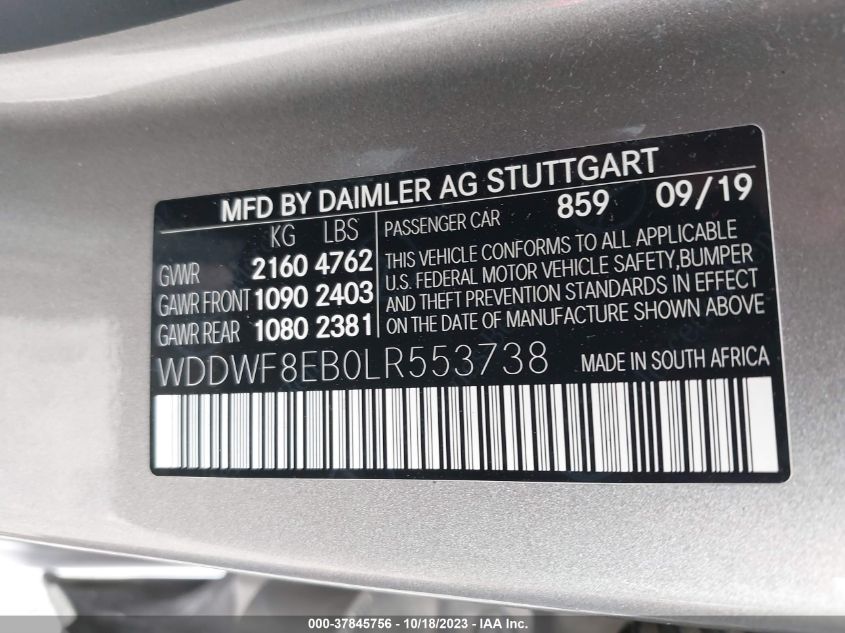 MFD BY DAIMLER AG STUTTGART
KG LBS
GVWR 2160 4762
GAWR FRONT 1090 2403
GAWR REAR 1080 2381
PASSENGER CAR 859 09/19
THIS VEHICLE CONFORMS TO ALL APPLICABLE
U.S. FEDERAL MOTOR VEHICLE SAFETY,BUMPER
AND THEFT PREVENTION STANDARDS IN EFFECT
ON THE DATE OF MANUFACTURE SHOWN ABOVE
WDDWF8EB0LR553738 MADE IN SOUTH AFRICA
000-37845756 - 10/18/2023 - IAA Inc.